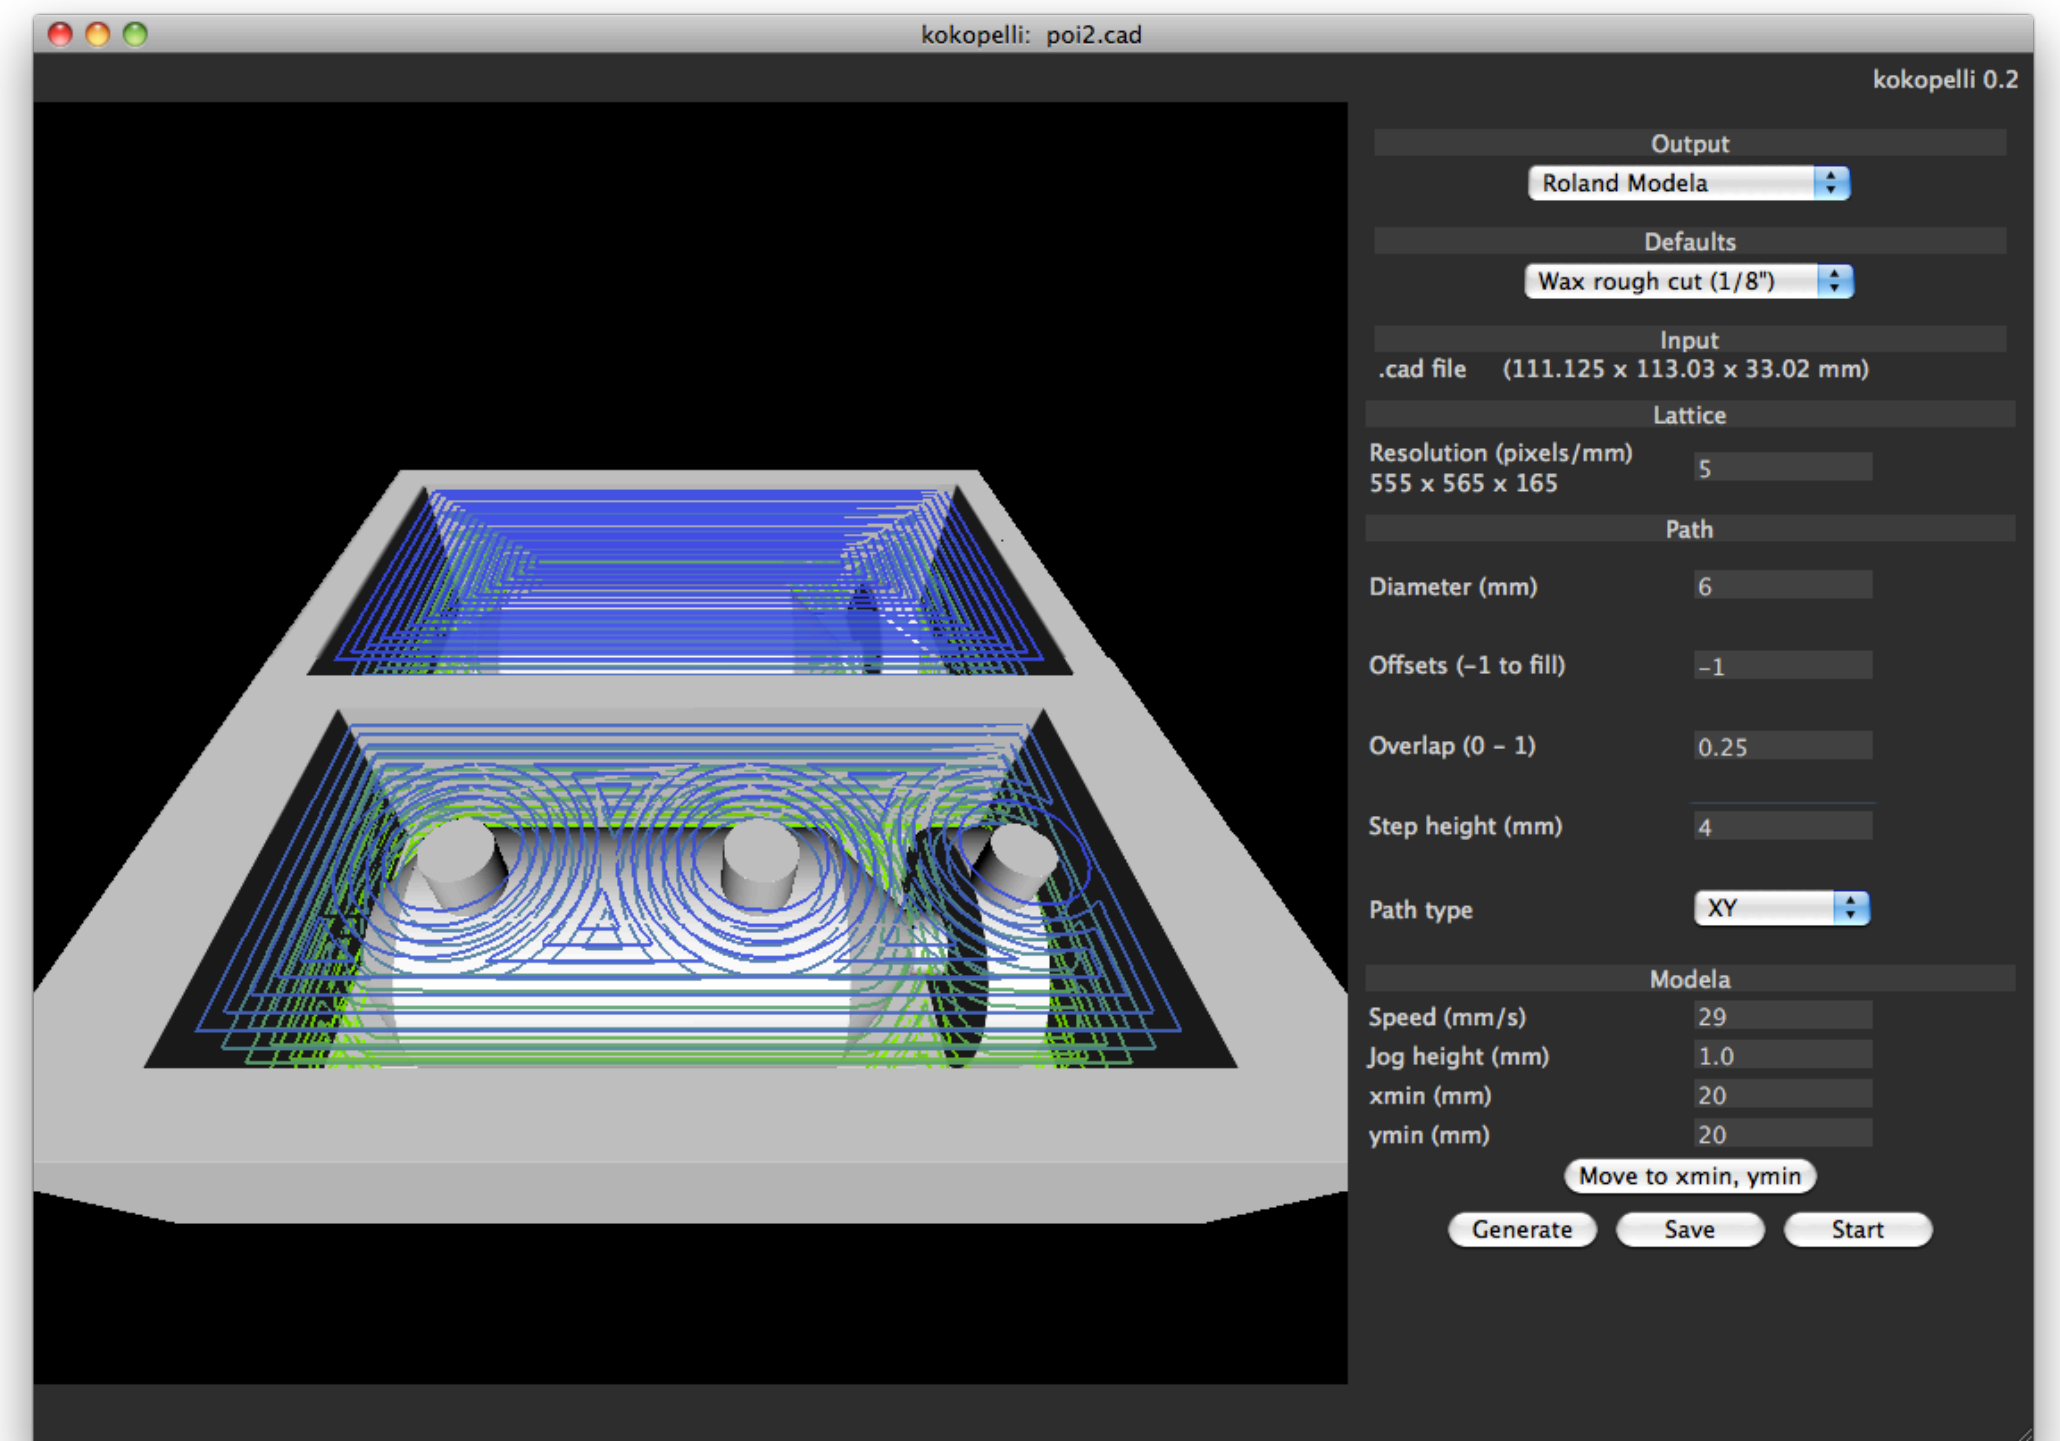 kokopelli:  poi2.cad
kokopelli 0.2
Output
Roland Modela
Defaults
Wax rough cut (1/8")
Input
.cad file (111.125 x 113.03 x 33.02 mm)
Lattice
Resolution (pixels/mm) 5
555 x 565 x 165
Path
Diameter (mm) 6
Offsets (−1 to fill) −1
Overlap (0 − 1) 0.25
Step height (mm) 4
Path type XY
Modela
Speed (mm/s) 29
Jog height (mm) 1.0
xmin (mm) 20
ymin (mm) 20
Move to xmin, ymin
Generate Save Start